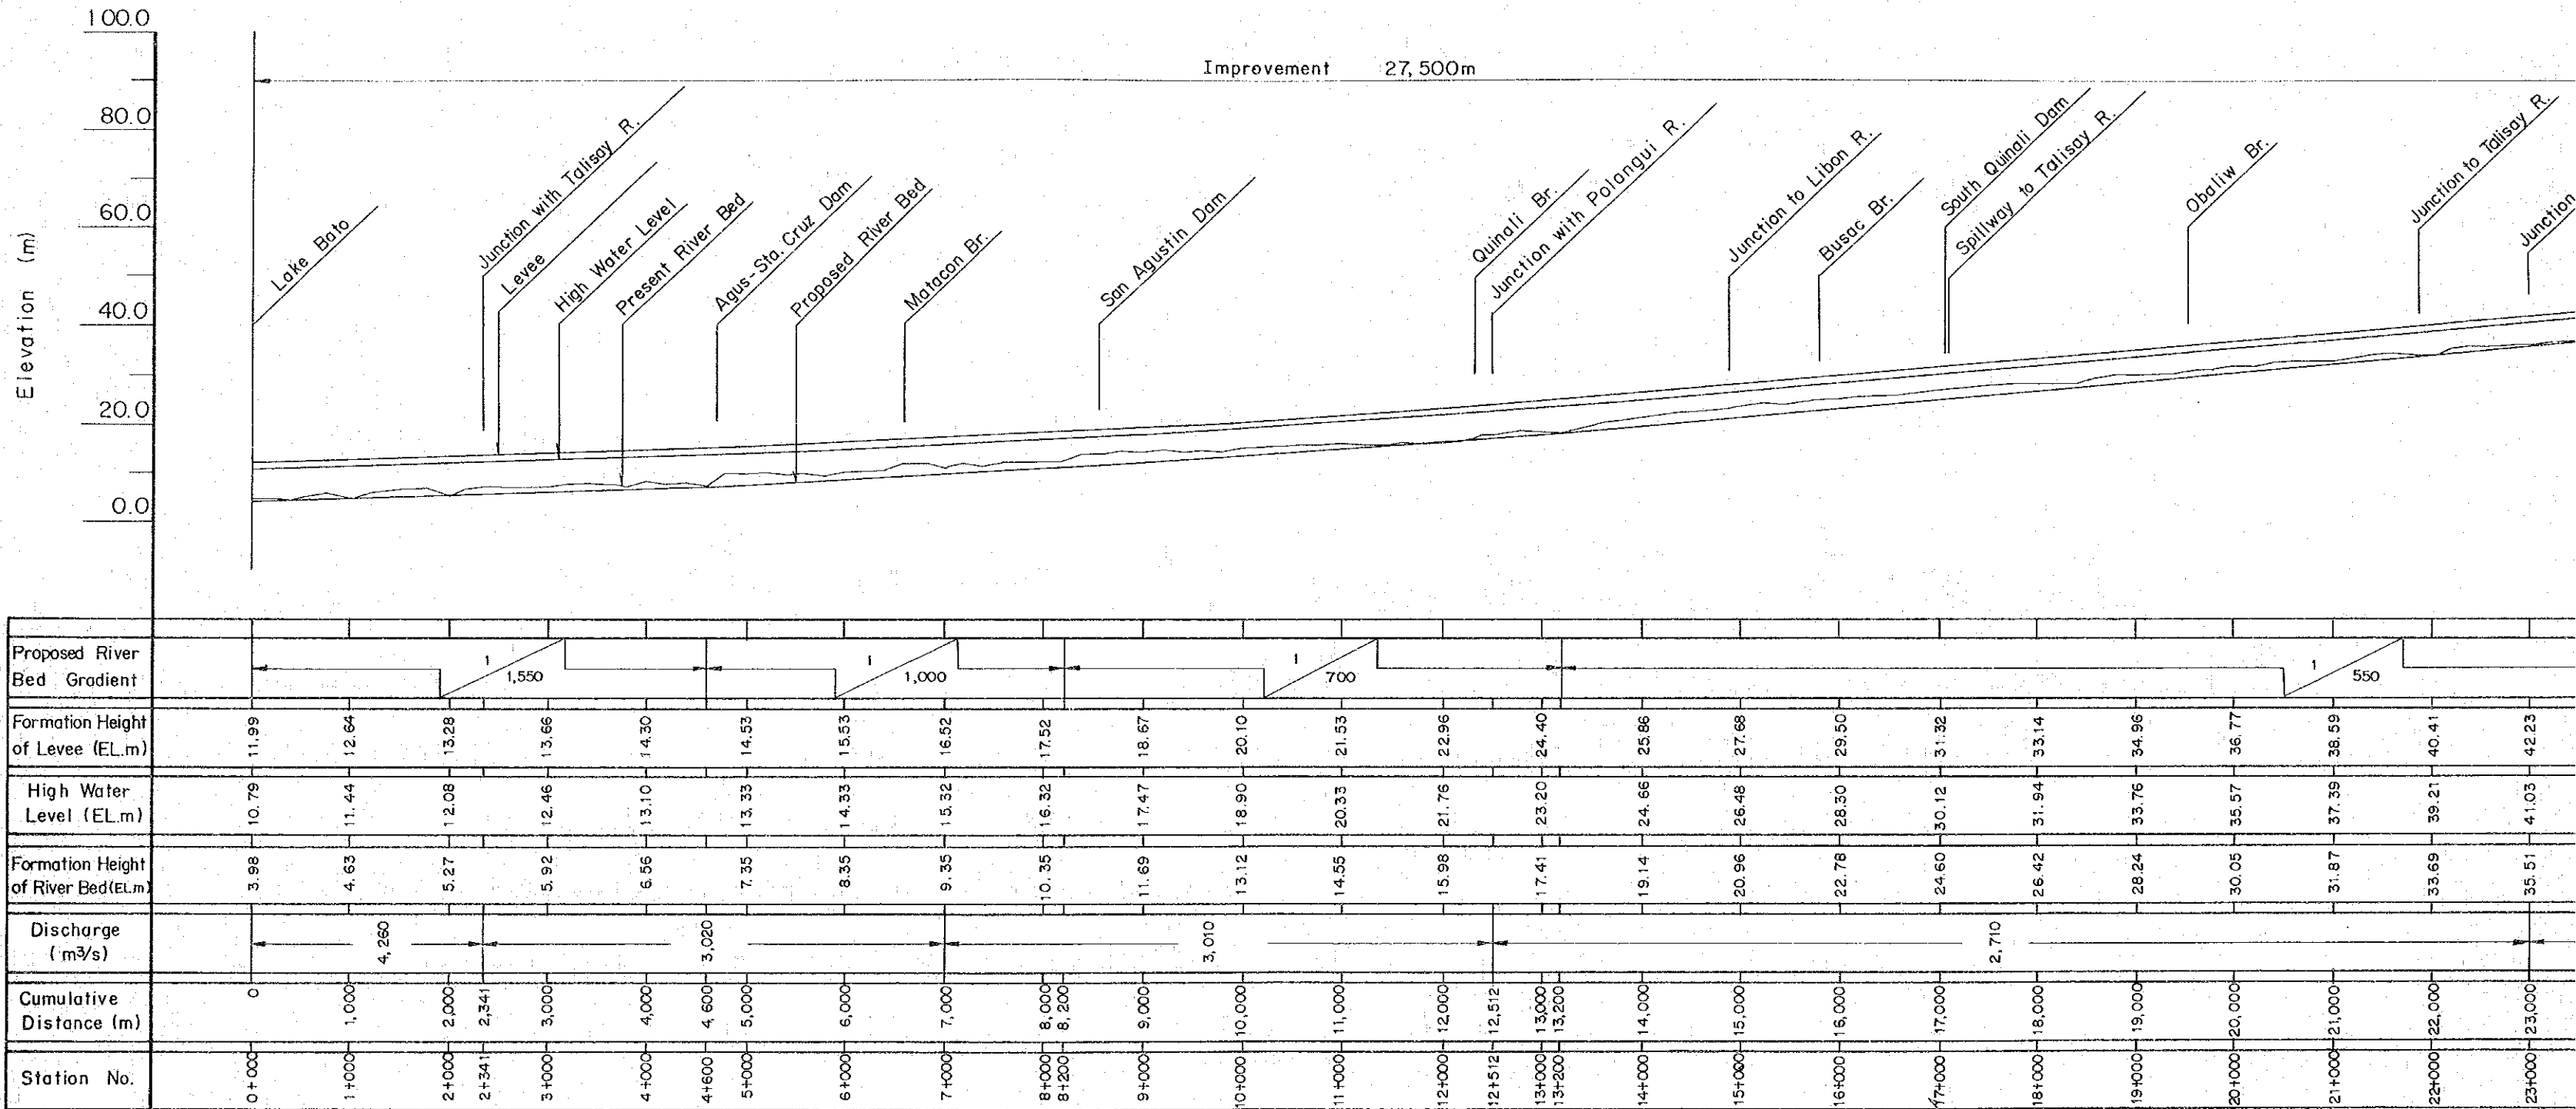 100.0
80.0
60.0
40.0
20.0
0.0
Elevation (m)
Improvement 27,500m
Lake Bato
Junction with Talisay R.
Levee
High Water Level
Present River Bed
Agus-Sta. Cruz Dam
Proposed River Bed
Matacon Br.
San Agustin Dam
Quinali Br.
Junction with Polangui R.
Junction to Libon R.
Busac Br.
South Quinali Dam
Spillway to Talisay R.
Obaliw Br.
Junction to Talisay R.
Junction
Proposed River
Bed Gradient
1
1,550
1
1,000
1
700
1
550
Formation Height
of Levee (EL.m)
11.99 12.64 13.28 13.66 14.30 14.53 15.53 16.52 17.52 18.67 20.10 21.53 22.96 24.40 25.86 27.68 29.50 31.32 33.14 34.96 36.77 38.59 40.41 42.23
High Water
Level (EL.m)
10.79 11.44 12.08 12.46 13.10 13.33 14.33 15.32 16.32 17.47 18.90 20.33 21.76 23.20 24.66 26.48 28.30 30.12 31.94 33.76 35.57 37.39 39.21 41.03
Formation Height
of River Bed (EL.m)
3.98 4.63 5.27 5.92 6.56 7.35 8.35 9.35 10.35 11.69 13.12 14.55 15.98 17.41 19.14 20.96 22.78 24.60 26.42 28.24 30.05 31.87 33.69 35.51
Discharge
(m³/s)
4,260 3,020 3,010 2,710
Cumulative
Distance (m)
0 1,000 2,000 2,341 3,000 4,000 4,600 5,000 6,000 7,000 8,000 8,200 9,000 10,000 11,000 12,000 12,512 13,000 13,200 14,000 15,000 16,000 17,000 18,000 19,000 20,000 21,000 22,000 23,000
Station No.
0+000 1+000 2+000 2+341 3+000 4+000 4+600 5+000 6+000 7+000 8+000 8+200 9+000 10+000 11+000 12+000 12+512 13+000 13+200 14+000 15+000 16+000 17+000 18+000 19+000 20+000 21+000 22+000 23+000